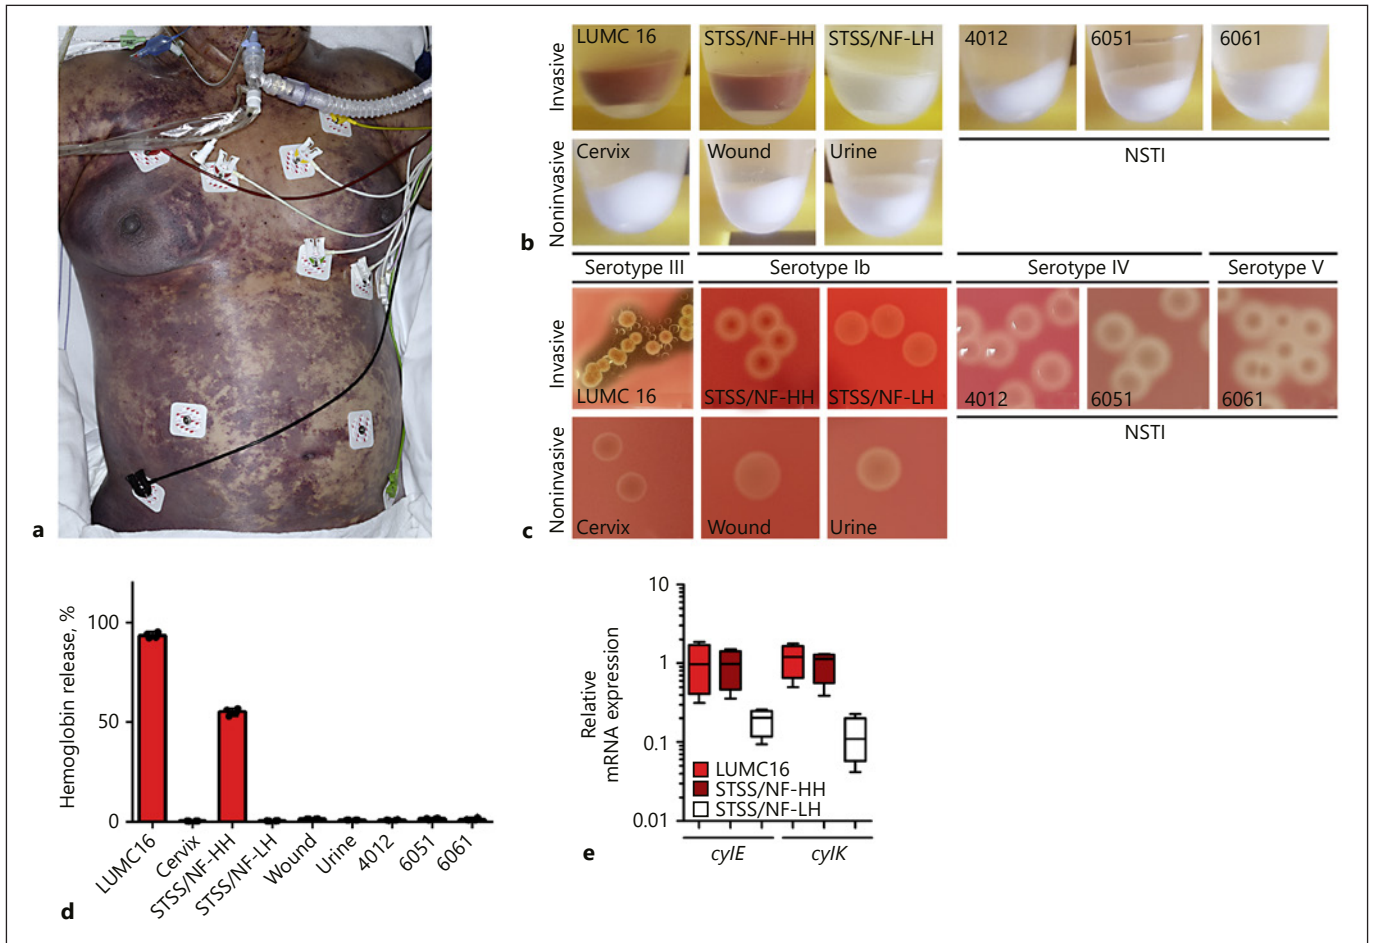 a
LUMC 16
STSS/NF-HH
STSS/NF-LH
4012
6051
6061
Invasive
NSTI
Cervix
Wound
Urine
Noninvasive
b
Serotype III
Serotype Ib
Serotype IV
Serotype V
Invasive
LUMC 16
STSS/NF-HH
STSS/NF-LH
4012
6051
6061
NSTI
Noninvasive
Cervix
Wound
Urine
c
Hemoglobin release, %
100
50
0
LUMC16
Cervix
STSS/NF-HH
STSS/NF-LH
Wound
Urine
4012
6051
6061
d
Relative
mRNA expression
10
1
0.1
0.01
LUMC16
STSS/NF-HH
STSS/NF-LH
cylE
cylK
e